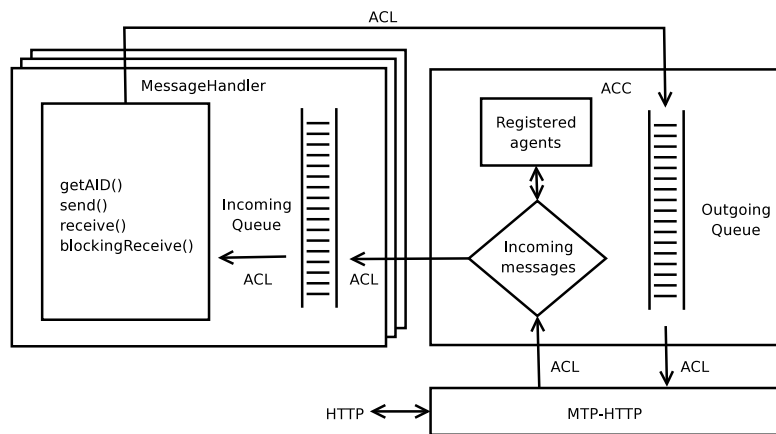 ACL
MessageHandler
ACC
Registered
agents
getAID()
send()
receive()
blockingReceive()
Incoming
Queue
Outgoing
Queue
Incoming
messages
ACL
ACL
ACL
ACL
HTTP
MTP-HTTP